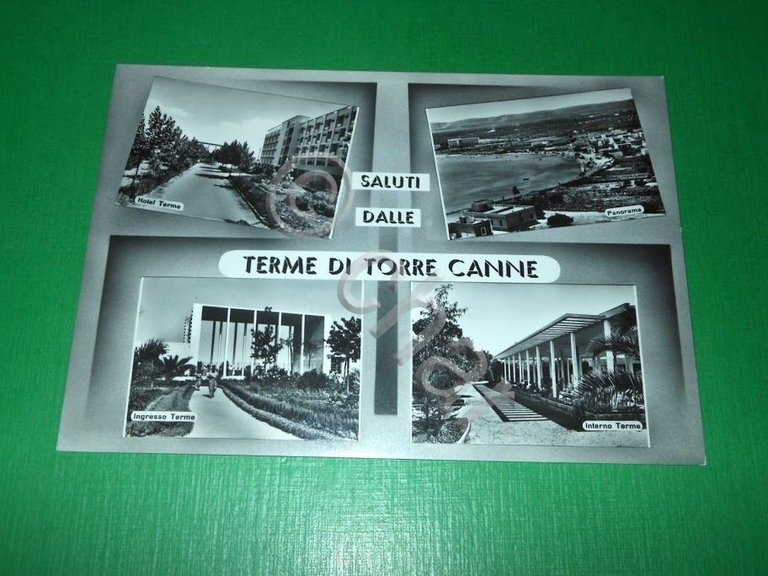 Hotel Terme
SALUTI
DALLE
Panorama
TERME DI TORRE CANNE
Ingresso Terme
Interno Terme